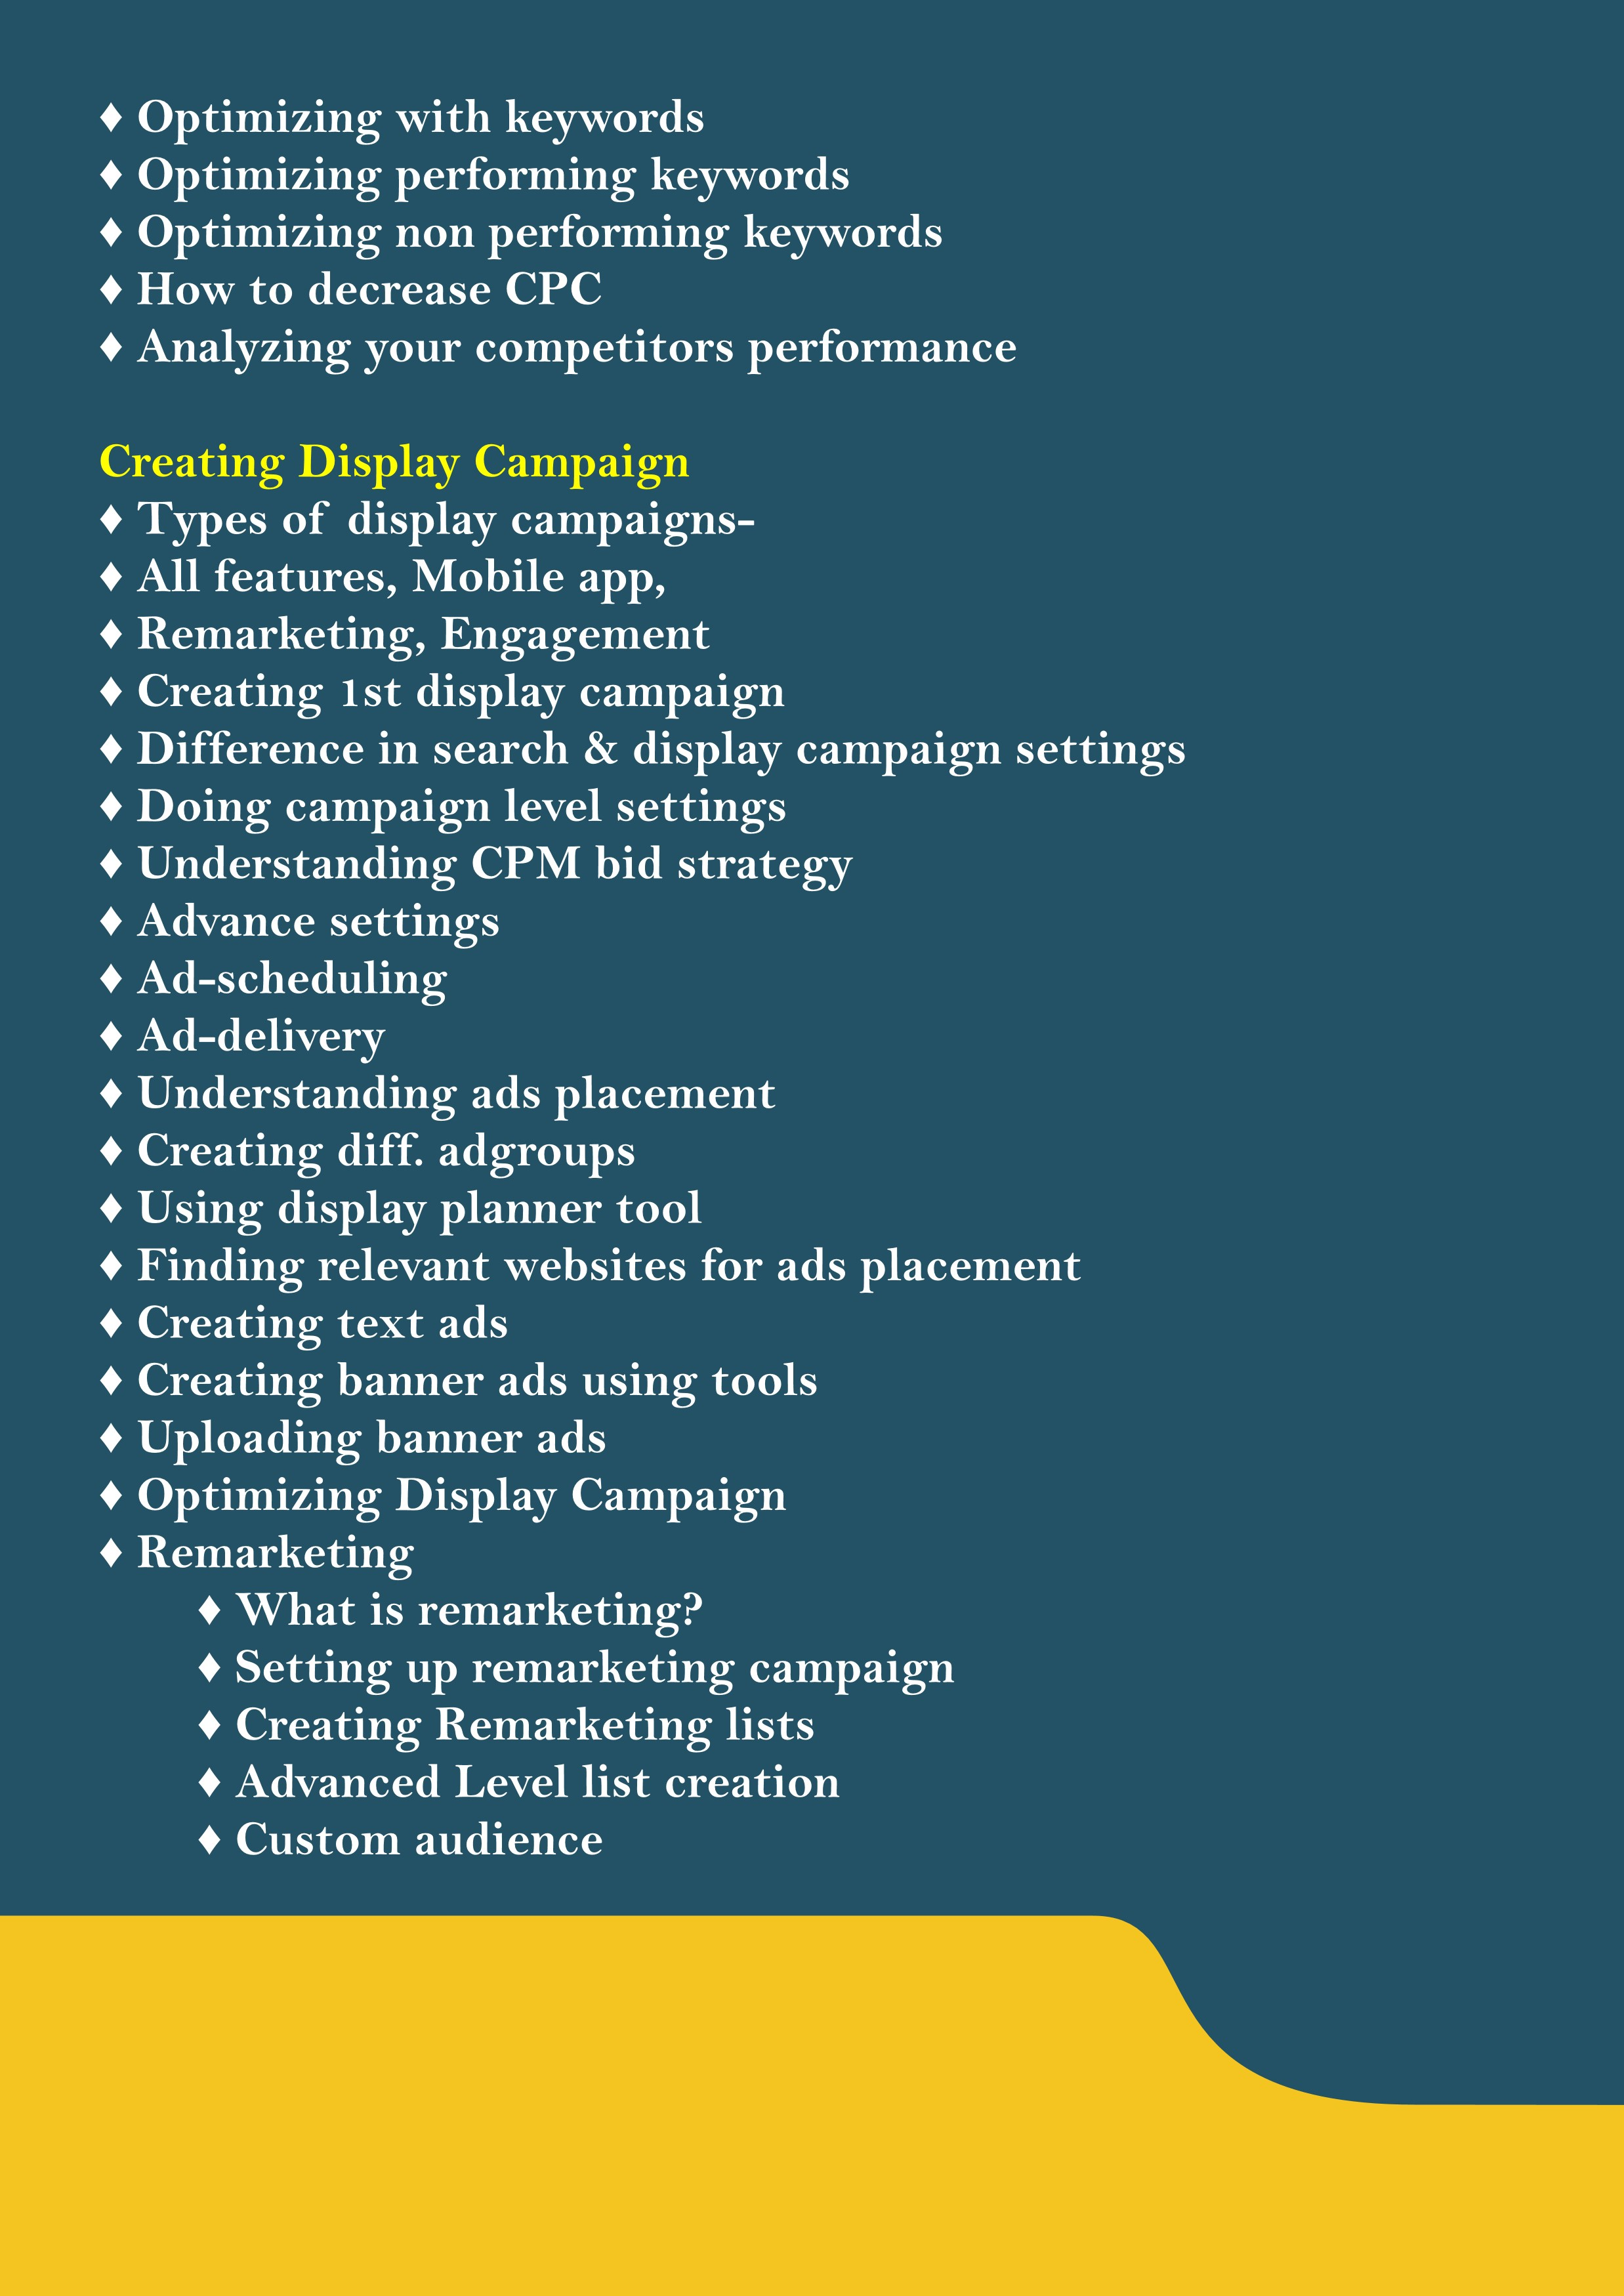 ♦ Optimizing with keywords
♦ Optimizing performing keywords
♦ Optimizing non performing keywords
♦ How to decrease CPC
♦ Analyzing your competitors performance
Creating Display Campaign
♦ Types of display campaigns-
♦ All features, Mobile app,
♦ Remarketing, Engagement
♦ Creating 1st display campaign
♦ Difference in search & display campaign settings
♦ Doing campaign level settings
♦ Understanding CPM bid strategy
♦ Advance settings
♦ Ad-scheduling
♦ Ad-delivery
♦ Understanding ads placement
♦ Creating diff. adgroups
♦ Using display planner tool
♦ Finding relevant websites for ads placement
♦ Creating text ads
♦ Creating banner ads using tools
♦ Uploading banner ads
♦ Optimizing Display Campaign
♦ Remarketing
♦ What is remarketing?
♦ Setting up remarketing campaign
♦ Creating Remarketing lists
♦ Advanced Level list creation
♦ Custom audience